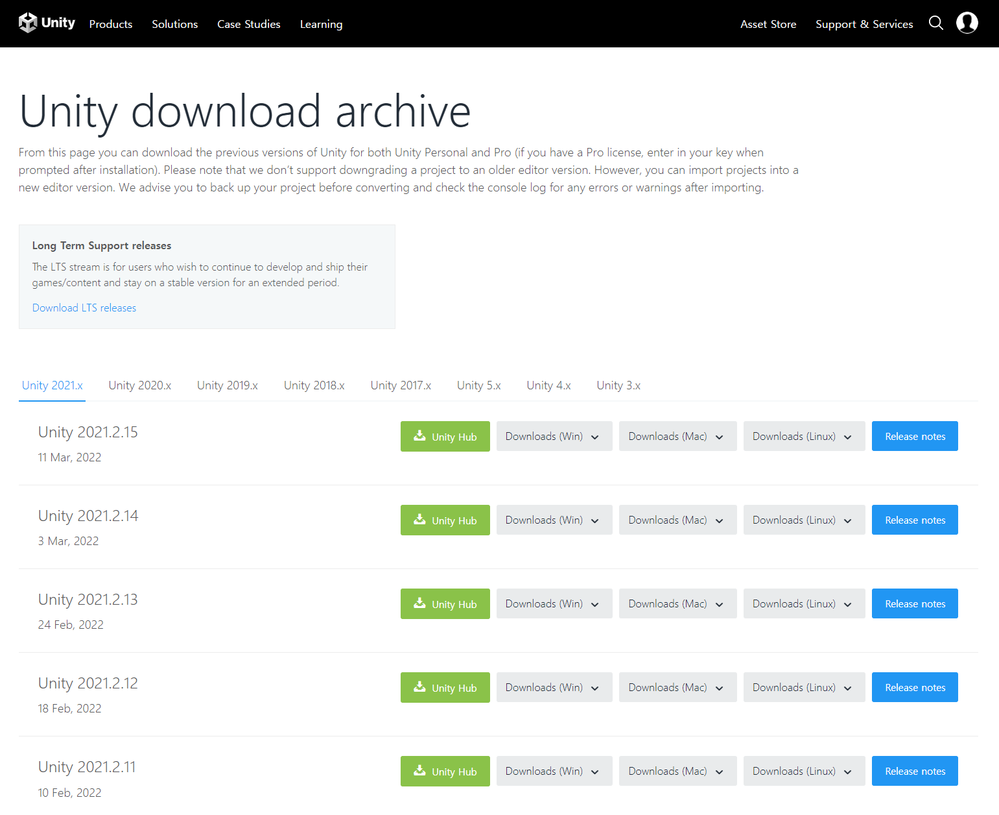 Unity Products Solutions Case Studies Learning Asset Store Support & Services
Unity download archive
From this page you can download the previous versions of Unity for both Unity Personal and Pro (if you have a Pro license, enter in your key when
prompted after installation). Please note that we don't support downgrading a project to an older editor version. However, you can import projects into a
new editor version. We advise you to back up your project before converting and check the console log for any errors or warnings after importing.
Long Term Support releases
The LTS stream is for users who wish to continue to develop and ship their
games/content and stay on a stable version for an extended period.
Download LTS releases
Unity 2021.x Unity 2020.x Unity 2019.x Unity 2018.x Unity 2017.x Unity 5.x Unity 4.x Unity 3.x
Unity 2021.2.15 Unity Hub Downloads (Win) Downloads (Mac) Downloads (Linux) Release notes
11 Mar, 2022
Unity 2021.2.14 Unity Hub Downloads (Win) Downloads (Mac) Downloads (Linux) Release notes
3 Mar, 2022
Unity 2021.2.13 Unity Hub Downloads (Win) Downloads (Mac) Downloads (Linux) Release notes
24 Feb, 2022
Unity 2021.2.12 Unity Hub Downloads (Win) Downloads (Mac) Downloads (Linux) Release notes
18 Feb, 2022
Unity 2021.2.11 Unity Hub Downloads (Win) Downloads (Mac) Downloads (Linux) Release notes
10 Feb, 2022